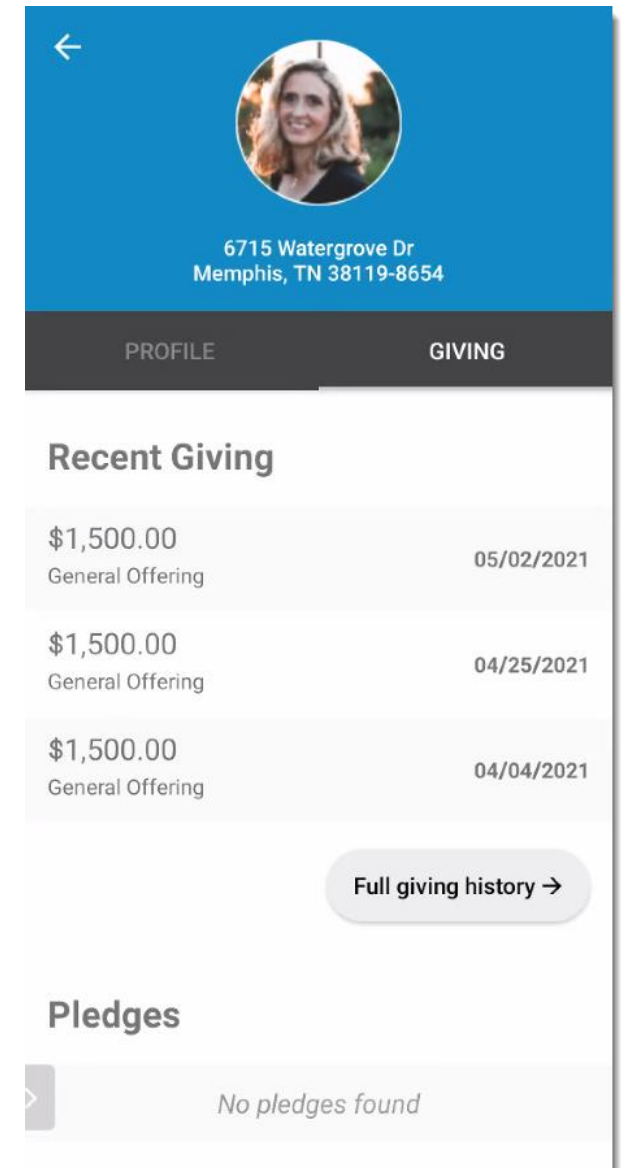 6715 Watergrove Dr
Memphis, TN 38119-8654
PROFILE
GIVING
Recent Giving
$1,500.00
General Offering
05/02/2021
$1,500.00
General Offering
04/25/2021
$1,500.00
General Offering
04/04/2021
Full giving history →
Pledges
No pledges found